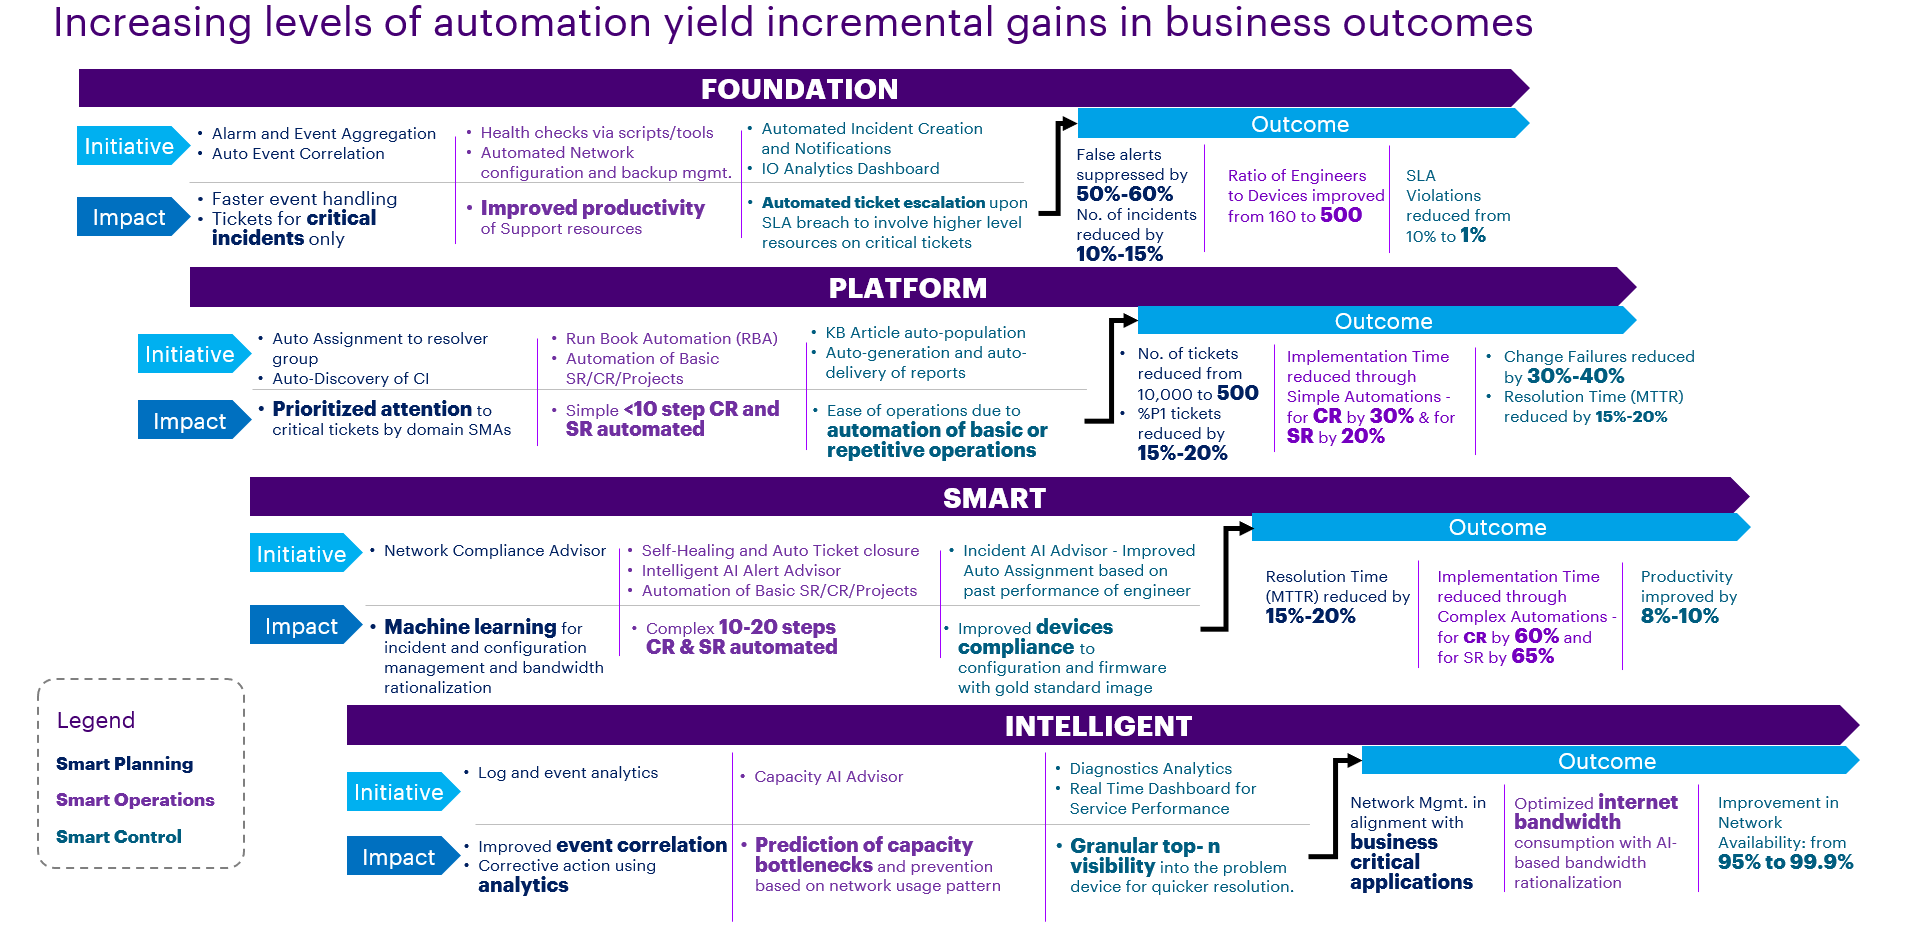 Increasing levels of automation yield incremental gains in business outcomes
FOUNDATION
Initiative
• Alarm and Event Aggregation
• Auto Event Correlation
• Health checks via scripts/tools
• Automated Network
configuration and backup mgmt.
• Automated Incident Creation
and Notifications
• IO Analytics Dashboard
Impact
• Faster event handling
• Tickets for critical
incidents only
• Improved productivity
of Support resources
• Automated ticket escalation upon
SLA breach to involve higher level
resources on critical tickets
Outcome
False alerts
suppressed by
50%-60%
No. of incidents
reduced by
10%-15%
Ratio of Engineers
to Devices improved
from 160 to 500
SLA
Violations
reduced from
10% to 1%
PLATFORM
Initiative
• Auto Assignment to resolver
group
• Auto-Discovery of CI
• Run Book Automation (RBA)
• Automation of Basic
SR/CR/Projects
• KB Article auto-population
• Auto-generation and auto-
delivery of reports
Impact
• Prioritized attention to
critical tickets by domain SMAs
• Simple <10 step CR and
SR automated
• Ease of operations due to
automation of basic or
repetitive operations
Outcome
• No. of tickets
reduced from
10,000 to 500
• %P1 tickets
reduced by
15%-20%
Implementation Time
reduced through
Simple Automations -
for CR by 30% & for
SR by 20%
• Change Failures reduced
by 30%-40%
• Resolution Time (MTTR)
reduced by 15%-20%
SMART
Initiative
• Network Compliance Advisor
• Self-Healing and Auto Ticket closure
• Intelligent AI Alert Advisor
• Automation of Basic SR/CR/Projects
• Incident AI Advisor - Improved
Auto Assignment based on
past performance of engineer
Impact
• Machine learning for
incident and configuration
management and bandwidth
rationalization
• Complex 10-20 steps
CR & SR automated
• Improved devices
compliance to
configuration and firmware
with gold standard image
Outcome
Resolution Time
(MTTR) reduced by
15%-20%
Implementation Time
reduced through
Complex Automations -
for CR by 60% and
for SR by 65%
Productivity
improved by
8%-10%
INTELLIGENT
Initiative
• Log and event analytics
• Capacity AI Advisor
• Diagnostics Analytics
• Real Time Dashboard for
Service Performance
Impact
• Improved event correlation
• Corrective action using
analytics
• Prediction of capacity
bottlenecks and prevention
based on network usage pattern
• Granular top- n
visibility into the problem
device for quicker resolution.
Outcome
Network Mgmt. in
alignment with
business
critical
applications
Optimized internet
bandwidth
consumption with AI-
based bandwidth
rationalization
Improvement in
Network
Availability: from
95% to 99.9%
Legend
Smart Planning
Smart Operations
Smart Control